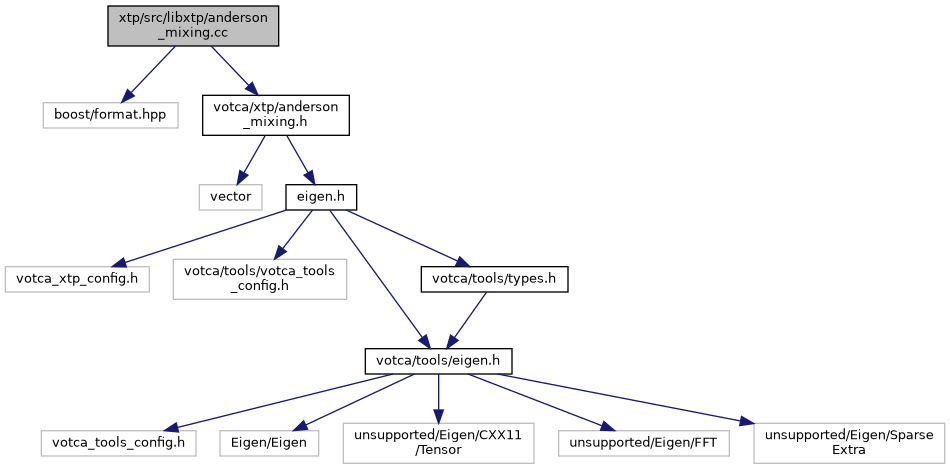 xtp/src/libxtp/anderson
_mixing.cc
boost/format.hpp
votca/xtp/anderson
_mixing.h
vector
eigen.h
votca_xtp_config.h
votca/tools/votca_tools
_config.h
votca/tools/types.h
votca/tools/eigen.h
votca_tools_config.h
Eigen/Eigen
unsupported/Eigen/CXX11
/Tensor
unsupported/Eigen/FFT
unsupported/Eigen/Sparse
Extra